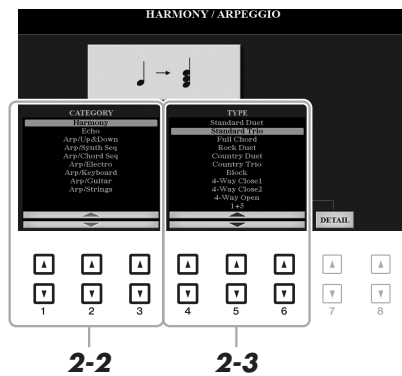 HARMONY / ARPEGGIO
CATEGORY
Harmony
Echo
Arp/Up&Down
Arp/Synth Seq
Arp/Chord Seq
Arp/Electro
Arp/Keyboard
Arp/Guitar
Arp/Strings
TYPE
Standard Duet
Standard Trio
Full Chord
Rock Duet
Country Duet
Country Trio
Block
4-Way Close1
4-Way Close2
4-Way Open
1+5
DETAIL
1 2 3 4 5 6 7 8
2-2 2-3